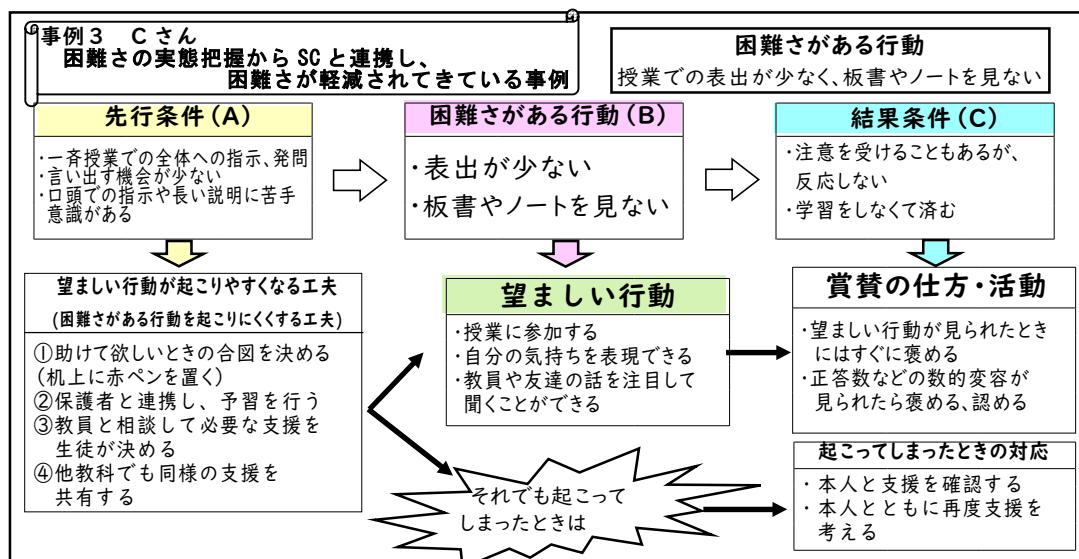 事例３　Ｃさん
困難さの実態把握から SC と連携し、
困難さが軽減されてきている事例
困難さがある行動
授業での表出が少なく、板書やノートを見ない
先行条件（A）
・一斉授業での全体への指示、発問
・言い出す機会が少ない
・口頭での指示や長い説明に苦手
意識がある
困難さがある行動（B）
・表出が少ない
・板書やノートを見ない
結果条件（C）
・注意を受けることもあるが、
反応しない
・学習をしなくて済む
望ましい行動が起こりやすくなる工夫
(困難さがある行動を起こりにくくする工夫)
①助けて欲しいときの合図を決める
(机上に赤ペンを置く)
②保護者と連携し、予習を行う
③教員と相談して必要な支援を
生徒が決める
④他教科でも同様の支援を
共有する
望ましい行動
・授業に参加する
・自分の気持ちを表現できる
・教員や友達の話を注目して
聞くことができる
賞賛の仕方・活動
・望ましい行動が見られたとき
にはすぐに褒める
・正答数などの数的変容が
見られたら褒める、認める
それでも起こって
しまったときは
起こってしまったときの対応
・本人と支援を確認する
・本人とともに再度支援を
考える